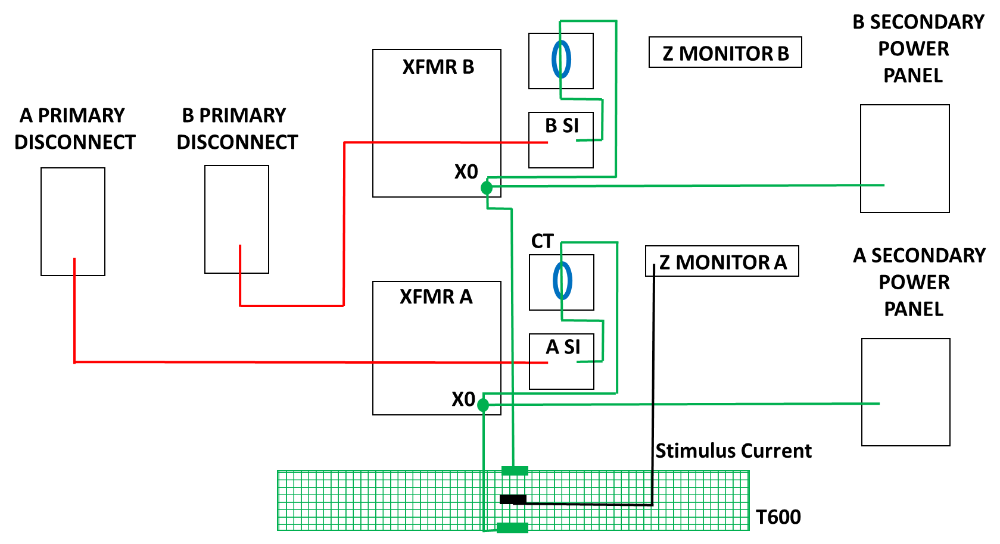 B SECONDARY
POWER
PANEL
Z MONITOR B
XFMR B
A PRIMARY
DISCONNECT
B PRIMARY
DISCONNECT
B SI
X0
CT
Z MONITOR A
A SECONDARY
POWER
PANEL
XFMR A
A SI
X0
Stimulus Current
T600